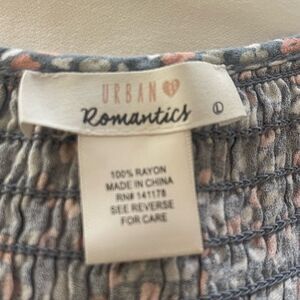 URBAN
Romantics
L
100% RAYON
MADE IN CHINA
RN# 141178
SEE REVERSE
FOR CARE